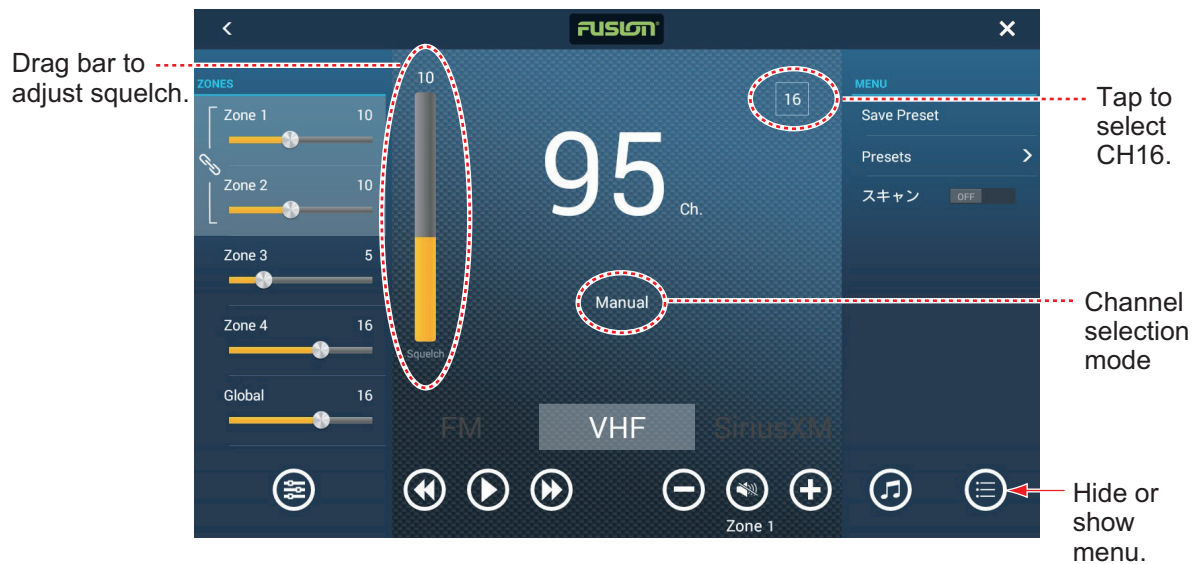 FUSION
Drag bar to
adjust squelch.
ZONES
Zone 1 10
Zone 2 10
Zone 3 5
Zone 4 16
Global 16
10
Squelch
16
95 Ch.
Manual
FM VHF SiriusXM
Zone 1
MENU
Save Preset
Presets
スキャン OFF
Tap to
select
CH16.
Channel
selection
mode
Hide or
show
menu.